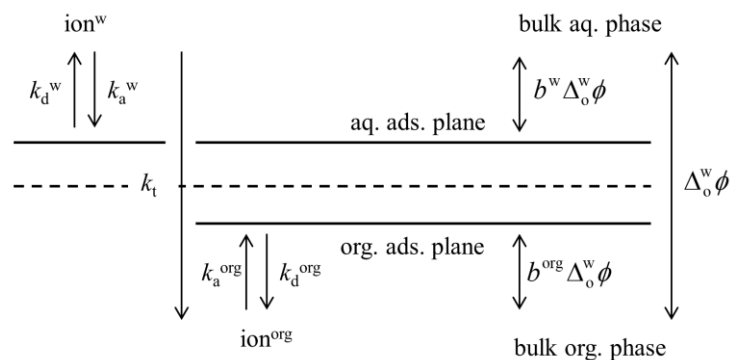 ion^w bulk aq. phase
k_d^w k_a^w b^w Δ_o^w ϕ
aq. ads. plane
k_t Δ_o^w ϕ
org. ads. plane
k_a^org k_d^org b^org Δ_o^w ϕ
ion^org
bulk org. phase